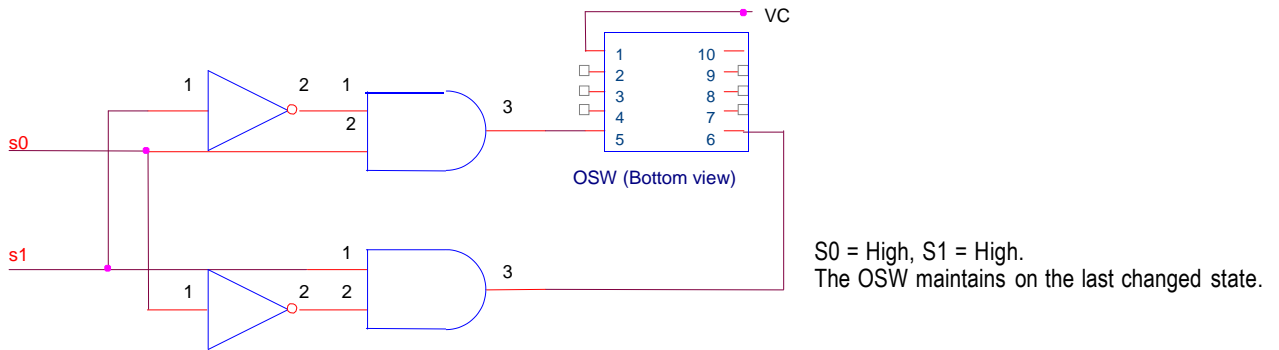 VC
1 10
2 9
3 8
4 7
5 6
OSW (Bottom view)
1 2 1
2
3
s0
s1
1
1 2 2
3
S0 = High, S1 = High.
The OSW maintains on the last changed state.